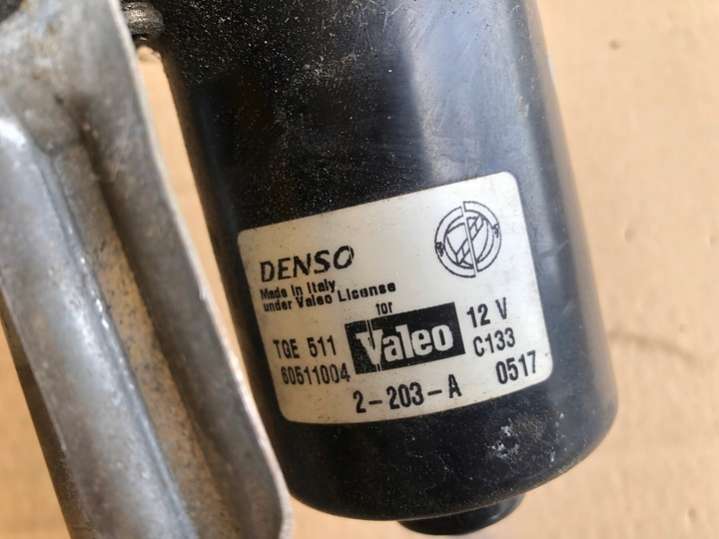 DENSO
Made in Italy
under Valeo License
for
TGE 511 Valeo 12 V
60511004 C133
2-203-A 0517